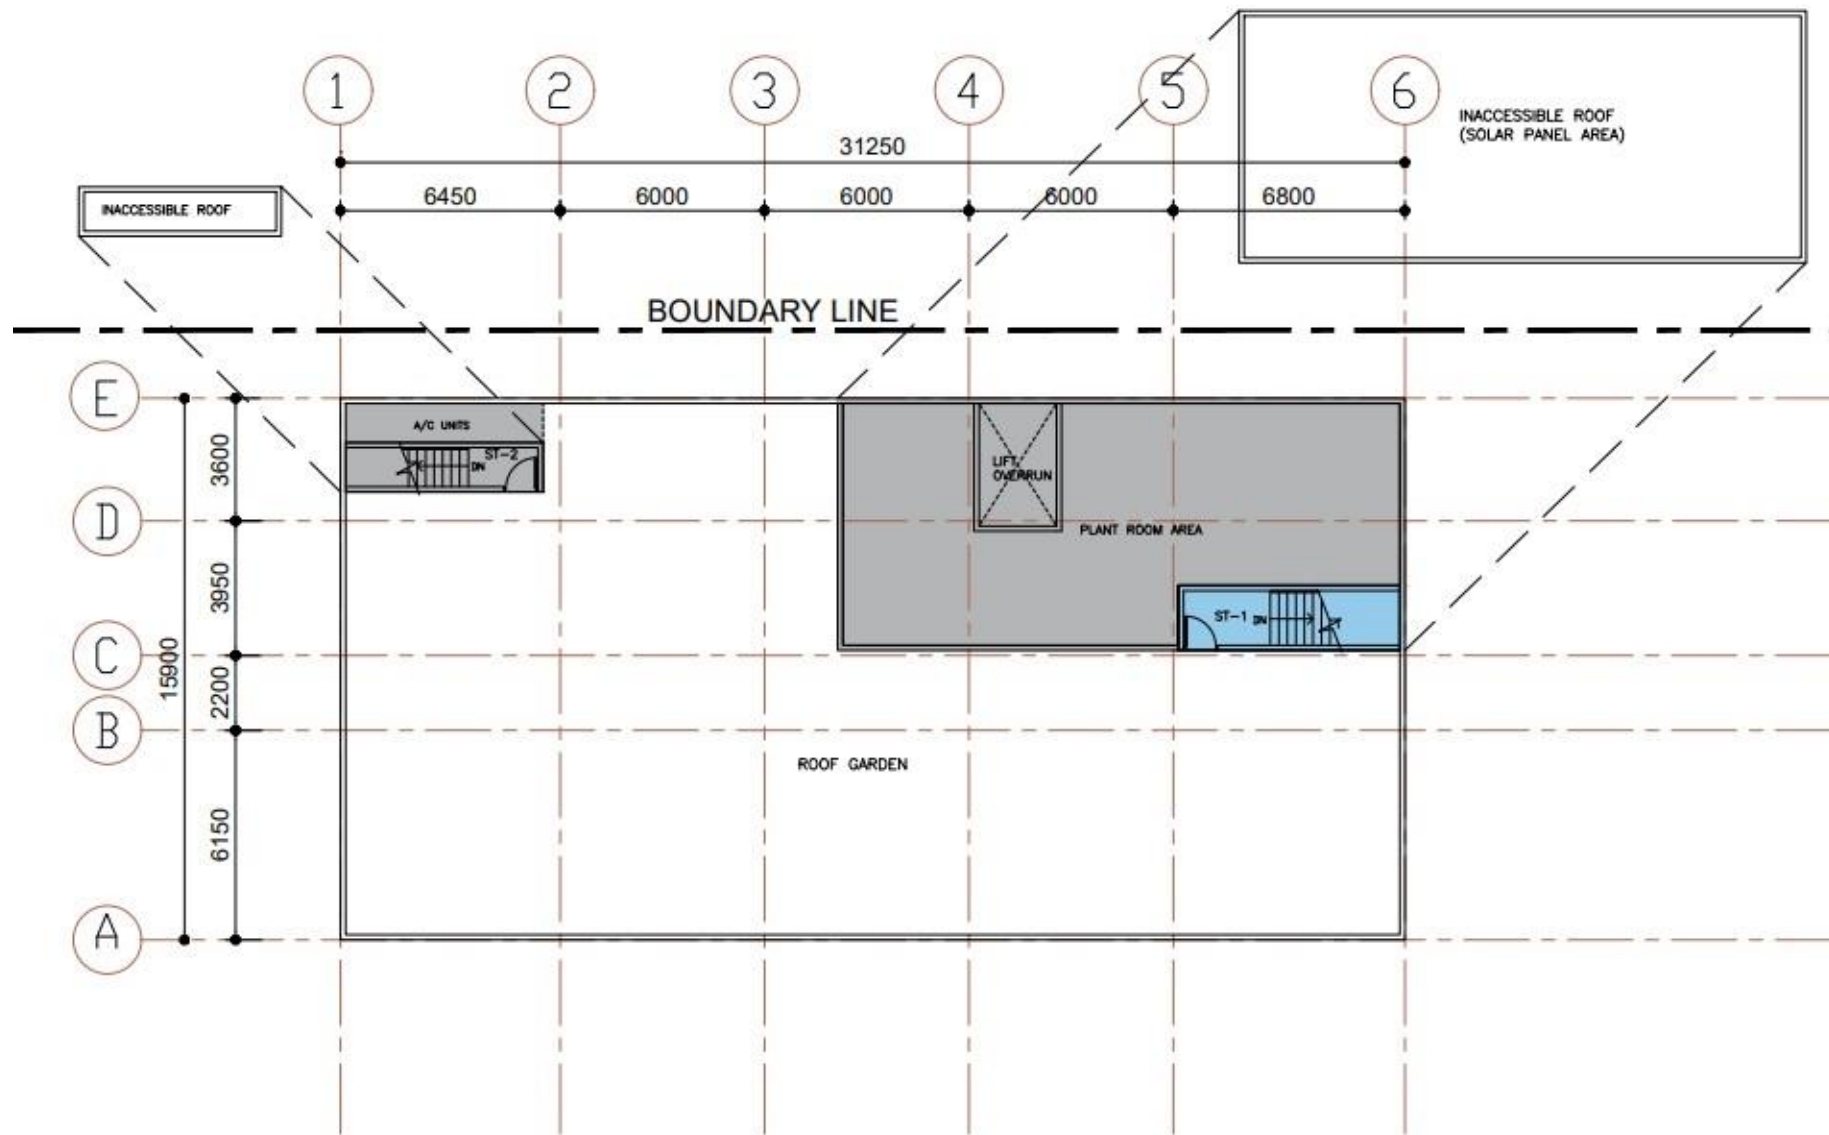 1
2
3
4
5
6
INACCESSIBLE ROOF
(SOLAR PANEL AREA)
31250
6450
6000
6000
6000
6800
INACCESSIBLE ROOF
BOUNDARY LINE
E
A/C UNITS
ST-2
DN
3600
LIFT
OVERRUN
D
PLANT ROOM AREA
3950
ST-1
DN
C
15900
2200
B
ROOF GARDEN
6150
A